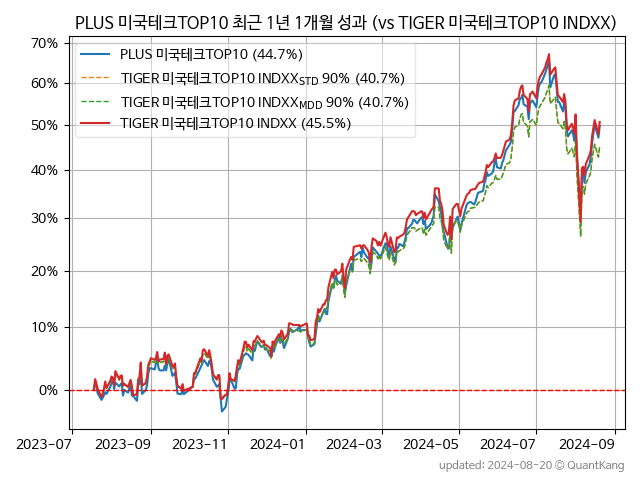 PLUS 미국테크TOP10 최근 1년 1개월 성과 (vs TIGER 미국테크TOP10 INDXX)
PLUS 미국테크TOP10 (44.7%)
TIGER 미국테크TOP10 INDXX_STD 90% (40.7%)
TIGER 미국테크TOP10 INDXX_MDD 90% (40.7%)
TIGER 미국테크TOP10 INDXX (45.5%)
70%
60%
50%
40%
30%
20%
10%
0%
2023-07 2023-09 2023-11 2024-01 2024-03 2024-05 2024-07 2024-09
updated: 2024-08-20 © QuantKang